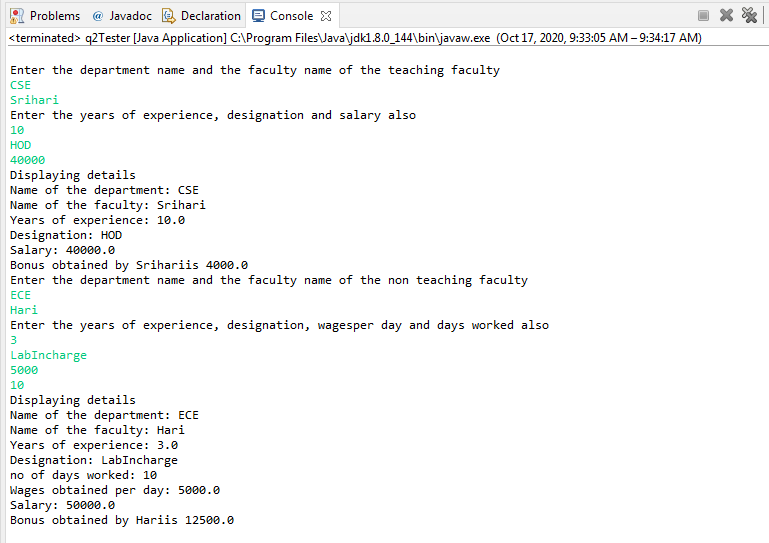 Problems @ Javadoc Declaration Console
<terminated> q2Tester [Java Application] C:\Program Files\Java\jdk1.8.0_144\bin\javaw.exe (Oct 17, 2020, 9:33:05 AM – 9:34:17 AM)
Enter the department name and the faculty name of the teaching faculty
CSE
Srihari
Enter the years of experience, designation and salary also
10
HOD
40000
Displaying details
Name of the department: CSE
Name of the faculty: Srihari
Years of experience: 10.0
Designation: HOD
Salary: 40000.0
Bonus obtained by Srihariis 4000.0
Enter the department name and the faculty name of the non teaching faculty
ECE
Hari
Enter the years of experience, designation, wagesper day and days worked also
3
LabIncharge
5000
10
Displaying details
Name of the department: ECE
Name of the faculty: Hari
Years of experience: 3.0
Designation: LabIncharge
no of days worked: 10
Wages obtained per day: 5000.0
Salary: 50000.0
Bonus obtained by Hariis 12500.0